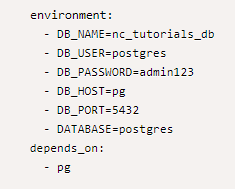 environment:
  - DB_NAME=nc_tutorials_db
  - DB_USER=postgres
  - DB_PASSWORD=admin123
  - DB_HOST=pg
  - DB_PORT=5432
  - DATABASE=postgres
depends_on:
  - pg